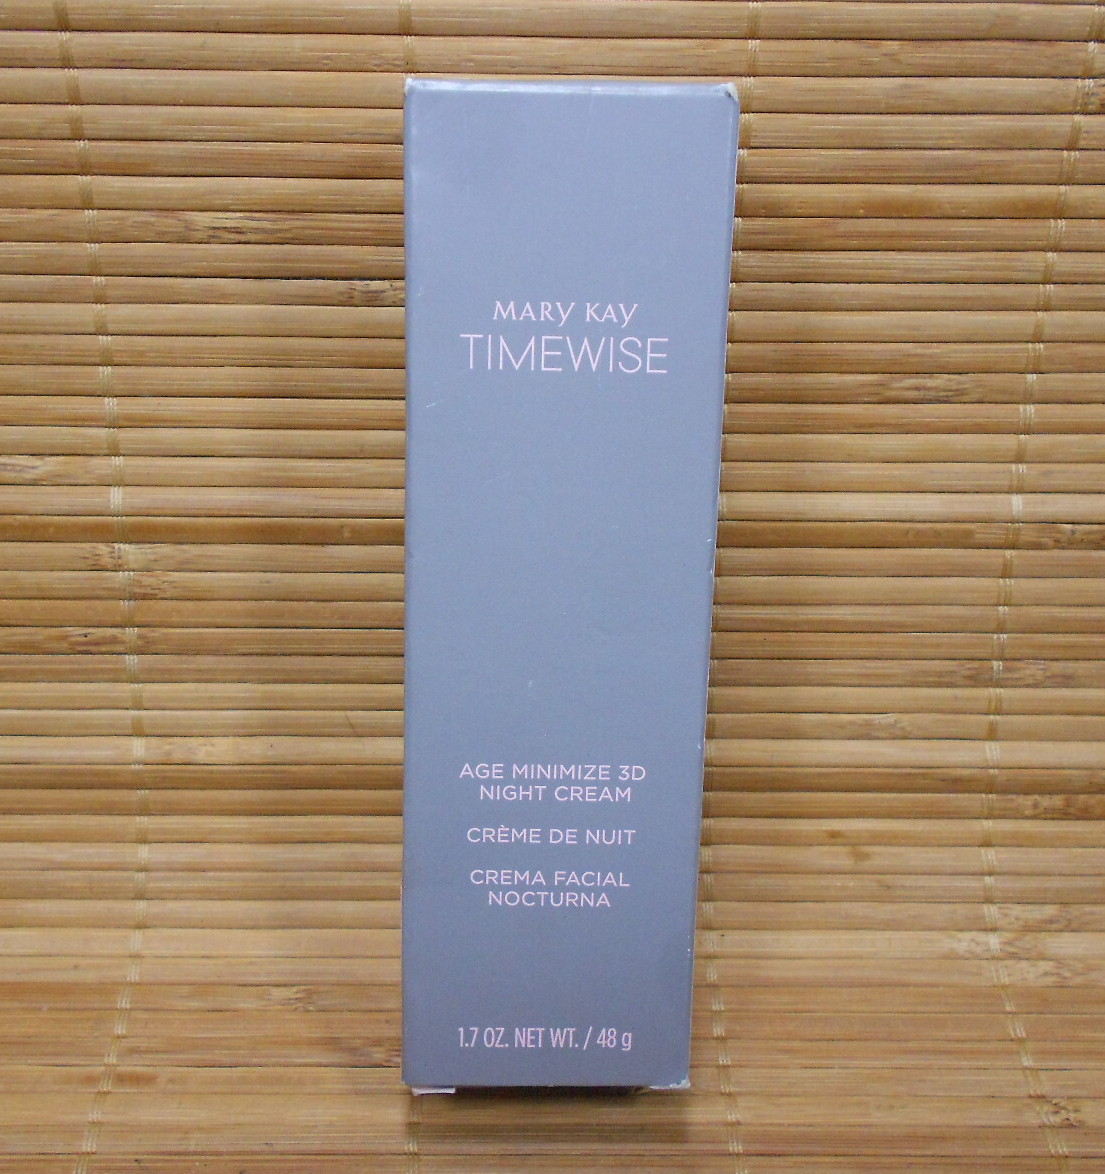 MARY KAY
TIMEWISE
AGE MINIMIZE 3D
NIGHT CREAM
CRÈME DE NUIT
CREMA FACIAL
NOCTURNA
1.7 OZ. NET WT. / 48 g